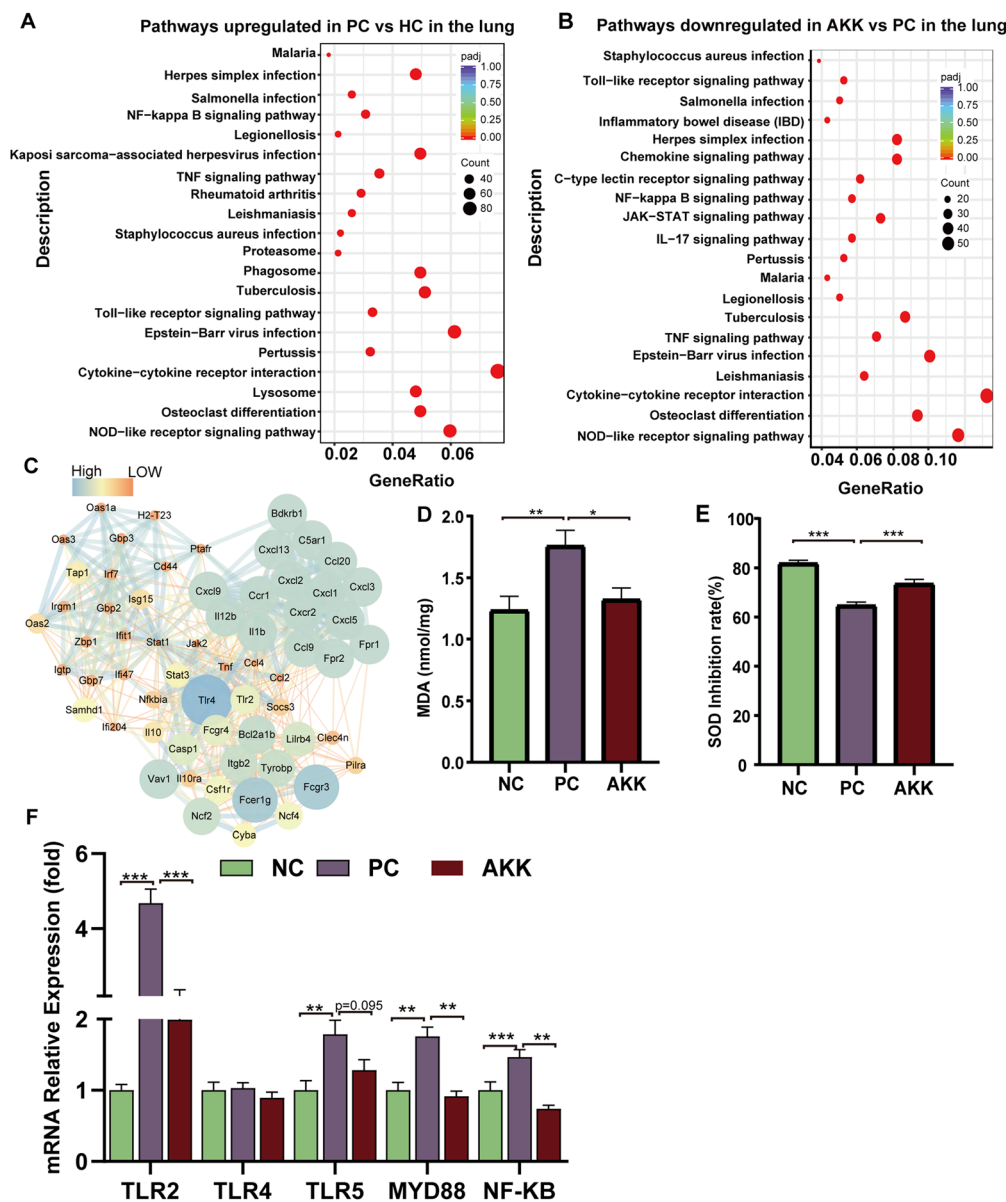 A
Pathways upregulated in PC vs HC in the lung
Description
Malaria
Herpes simplex infection
Salmonella infection
NF−kappa B signaling pathway
Legionellosis
Kaposi sarcoma−associated herpesvirus infection
TNF signaling pathway
Rheumatoid arthritis
Leishmaniasis
Staphylococcus aureus infection
Proteasome
Phagosome
Tuberculosis
Toll−like receptor signaling pathway
Epstein−Barr virus infection
Pertussis
Cytokine−cytokine receptor interaction
Lysosome
Osteoclast differentiation
NOD−like receptor signaling pathway
padj
1.00
0.75
0.50
0.25
0.00
Count
40
60
80
0.02 0.04 0.06
GeneRatio
B
Pathways downregulated in AKK vs PC in the lung
Description
Staphylococcus aureus infection
Toll−like receptor signaling pathway
Salmonella infection
Inflammatory bowel disease (IBD)
Herpes simplex infection
Chemokine signaling pathway
C−type lectin receptor signaling pathway
NF−kappa B signaling pathway
JAK−STAT signaling pathway
IL−17 signaling pathway
Pertussis
Malaria
Legionellosis
Tuberculosis
TNF signaling pathway
Epstein−Barr virus infection
Leishmaniasis
Cytokine−cytokine receptor interaction
Osteoclast differentiation
NOD−like receptor signaling pathway
padj
1.00
0.75
0.50
0.25
0.00
Count
20
30
40
50
0.04 0.06 0.08 0.10
GeneRatio
C
High LOW
Oas1a
H2-T23
Bdkrb1
Oas3
Gbp3
Ptafr
Cxcl13
C5ar1
Tap1
Irf7
Cd44
Ccl20
Irgm1
Gbp2
Isg15
Cxcl9
Ccr1
Cxcl2
Cxcl1
Cxcl3
Oas2
Il12b
Cxcr2
Cxcl5
Zbp1
Ifit1
Stat1
Jak2
Il1b
Ccl9
Fpr2
Fpr1
Igtp
Gbp7
Ifi47
Stat3
Tnf
Ccl4
Ccl2
Samhd1
Nfkbia
Tlr4
Tlr2
Socs3
Ifi204
Il10
Fcgr4
Bcl2a1b
Lilrb4
Clec4n
Casp1
Itgb2
Tyrobp
Pilra
Vav1
Il10ra
Csf1r
Fcer1g
Fcgr3
Ncf2
Ncf4
Cyba
D
MDA (nmol/mg)
2.0
1.5
1.0
0.5
0.0
** *
NC PC AKK
E
SOD Inhibition rate(%)
100
80
60
40
20
0
*** ***
NC PC AKK
F
mRNA Relative Expression (fold)
6
4
2
1
0
NC PC AKK
*** ***
** p=0.095
** **
*** **
TLR2 TLR4 TLR5 MYD88 NF-KB